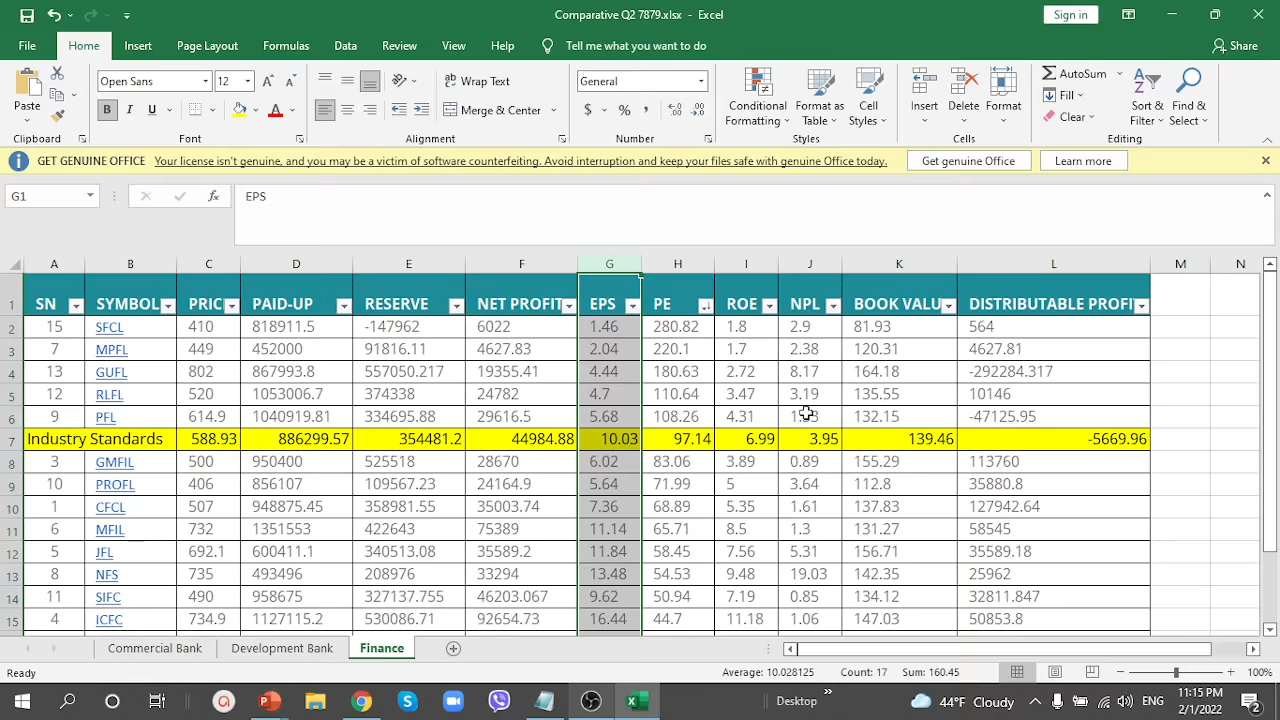 Comparative Q2 7879.xlsx - Excel
Sign in
File Home Insert Page Layout Formulas Data Review View Help Tell me what you want to do Share
Paste
Open Sans 12
B I U
Wrap Text
Merge & Center
General
$ % ,
Conditional Formatting
Format as Table
Cell Styles
Insert Delete Format
AutoSum
Fill
Clear
Sort & Filter
Find & Select
Clipboard Font Alignment Number Styles Cells Editing
GET GENUINE OFFICE Your license isn't genuine, and you may be a victim of software counterfeiting. Avoid interruption and keep your files safe with genuine Office today. Get genuine Office Learn more
G1 fx EPS
A B C D E F G H I J K L M N
1 SN SYMBOL PRIC PAID-UP RESERVE NET PROFIT EPS PE ROE NPL BOOK VALU DISTRIBUTABLE PROFI
2 15 SFCL 410 818911.5 -147962 6022 1.46 280.82 1.8 2.9 81.93 564
3 7 MPFL 449 452000 91816.11 4627.83 2.04 220.1 1.7 2.38 120.31 4627.81
4 13 GUFL 802 867993.8 557050.217 19355.41 4.44 180.63 2.72 8.17 164.18 -292284.317
5 12 RLFL 520 1053006.7 374338 24782 4.7 110.64 3.47 3.19 135.55 10146
6 9 PFL 614.9 1040919.81 334695.88 29616.5 5.68 108.26 4.31 132.15 -47125.95
7 Industry Standards 588.93 886299.57 354481.2 44984.88 10.03 97.14 6.99 3.95 139.46 -5669.96
8 3 GMFIL 500 950400 525518 28670 6.02 83.06 3.89 0.89 155.29 113760
9 10 PROFL 406 856107 109567.23 24164.9 5.64 71.99 5 3.64 112.8 35880.8
10 1 CFCL 507 948875.45 358981.55 35003.74 7.36 68.89 5.35 1.61 137.83 127942.64
11 6 MFIL 732 1351553 422643 75389 11.14 65.71 8.5 1.3 131.27 58545
12 5 JFL 692.1 600411.1 340513.08 35589.2 11.84 58.45 7.56 5.31 156.71 35589.18
13 8 NFS 735 493496 208976 33294 13.48 54.53 9.48 19.03 142.35 25962
14 11 SIFC 490 958675 327137.755 46203.067 9.62 50.94 7.19 0.85 134.12 32811.847
15 4 ICFC 734.9 1127115.2 530086.71 92654.73 16.44 44.7 11.18 1.06 147.03 50853.8
Commercial Bank Development Bank Finance
Ready Average: 10.028125 Count: 17 Sum: 160.45 100%
Desktop 44°F Cloudy ENG 11:15 PM
2/1/2022 2